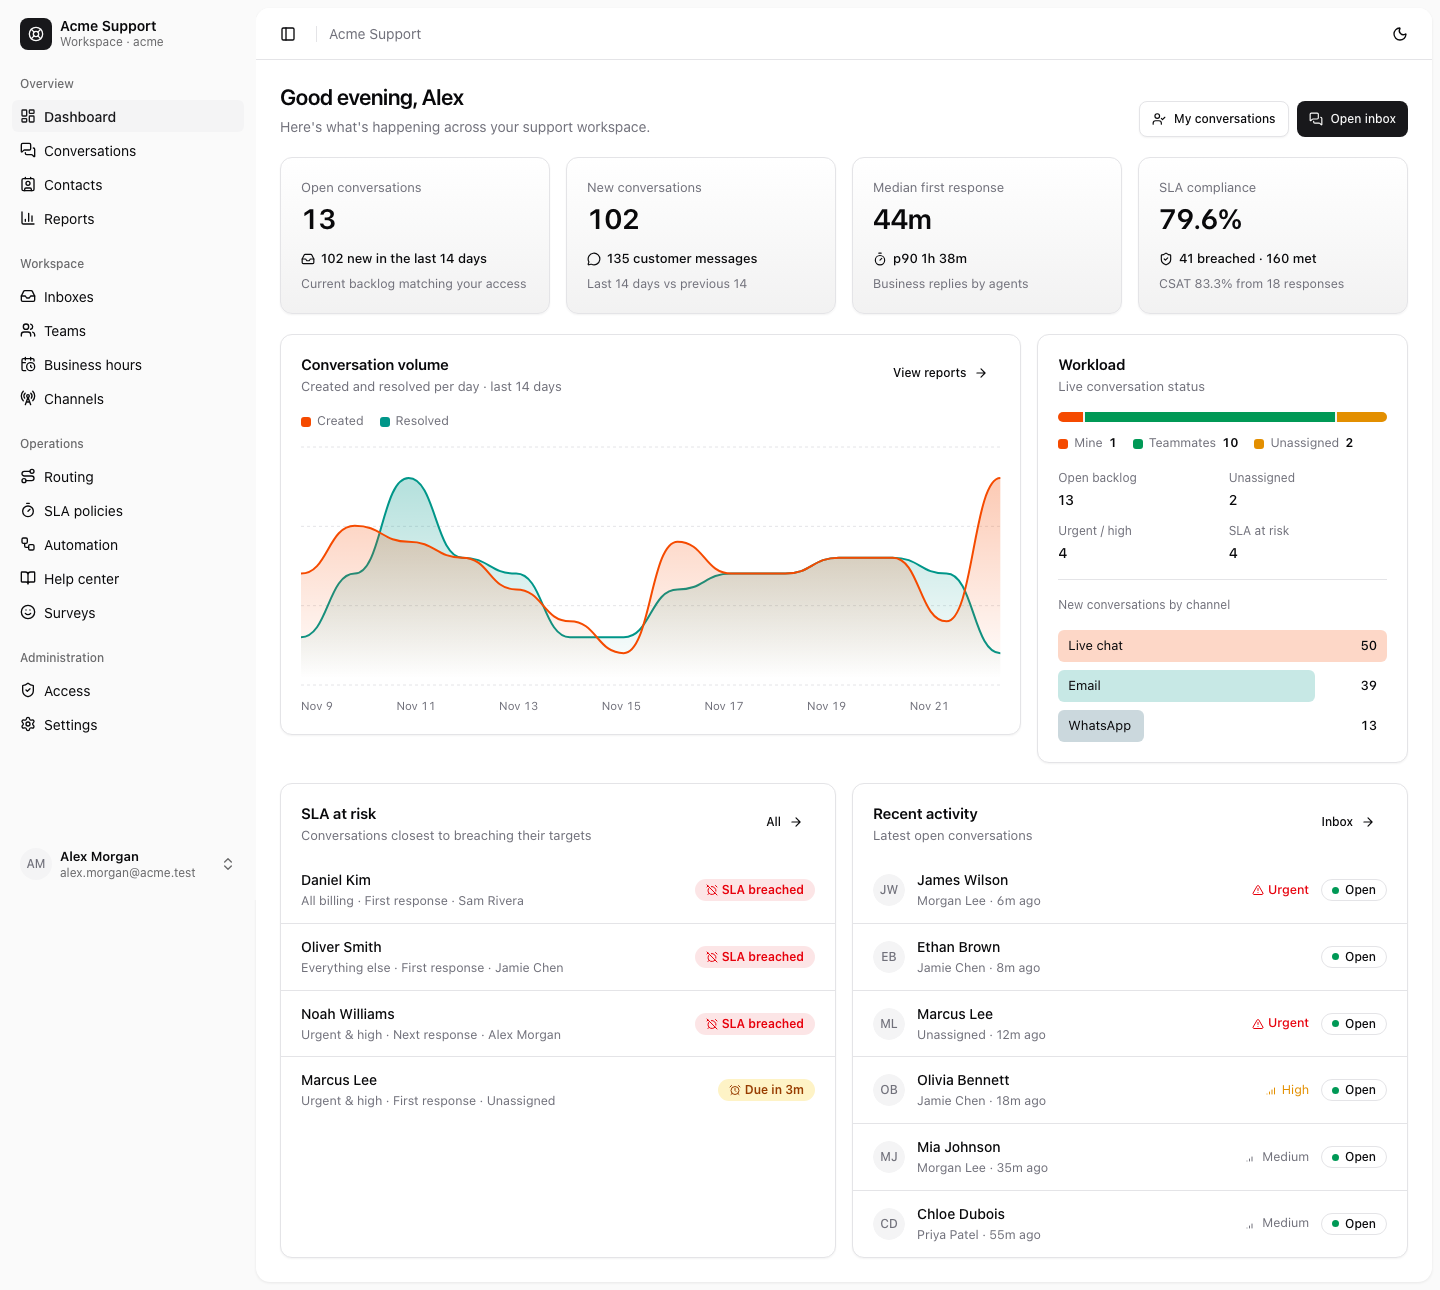 Acme Support
Workspace · acme
Overview
Dashboard
Conversations
Contacts
Reports
Workspace
Inboxes
Teams
Business hours
Channels
Operations
Routing
SLA policies
Automation
Help center
Surveys
Administration
Access
Settings
AM
Alex Morgan
alex.morgan@acme.test
Acme Support
Good evening, Alex
Here's what's happening across your support workspace.
My conversations
Open inbox
Open conversations
13
102 new in the last 14 days
Current backlog matching your access
New conversations
102
135 customer messages
Last 14 days vs previous 14
Median first response
44m
p90 1h 38m
Business replies by agents
SLA compliance
79.6%
41 breached · 160 met
CSAT 83.3% from 18 responses
Conversation volume
Created and resolved per day · last 14 days
View reports
Created Resolved
Nov 9 Nov 11 Nov 13 Nov 15 Nov 17 Nov 19 Nov 21
Workload
Live conversation status
Mine 1 Teammates 10 Unassigned 2
Open backlog
13
Unassigned
2
Urgent / high
4
SLA at risk
4
New conversations by channel
Live chat 50
Email 39
WhatsApp 13
SLA at risk
Conversations closest to breaching their targets
All
Daniel Kim
All billing · First response · Sam Rivera
SLA breached
Oliver Smith
Everything else · First response · Jamie Chen
SLA breached
Noah Williams
Urgent & high · Next response · Alex Morgan
SLA breached
Marcus Lee
Urgent & high · First response · Unassigned
Due in 3m
Recent activity
Latest open conversations
Inbox
JW
James Wilson
Morgan Lee · 6m ago
Urgent
Open
EB
Ethan Brown
Jamie Chen · 8m ago
Open
ML
Marcus Lee
Unassigned · 12m ago
Urgent
Open
OB
Olivia Bennett
Jamie Chen · 18m ago
High
Open
MJ
Mia Johnson
Morgan Lee · 35m ago
Medium
Open
CD
Chloe Dubois
Priya Patel · 55m ago
Medium
Open